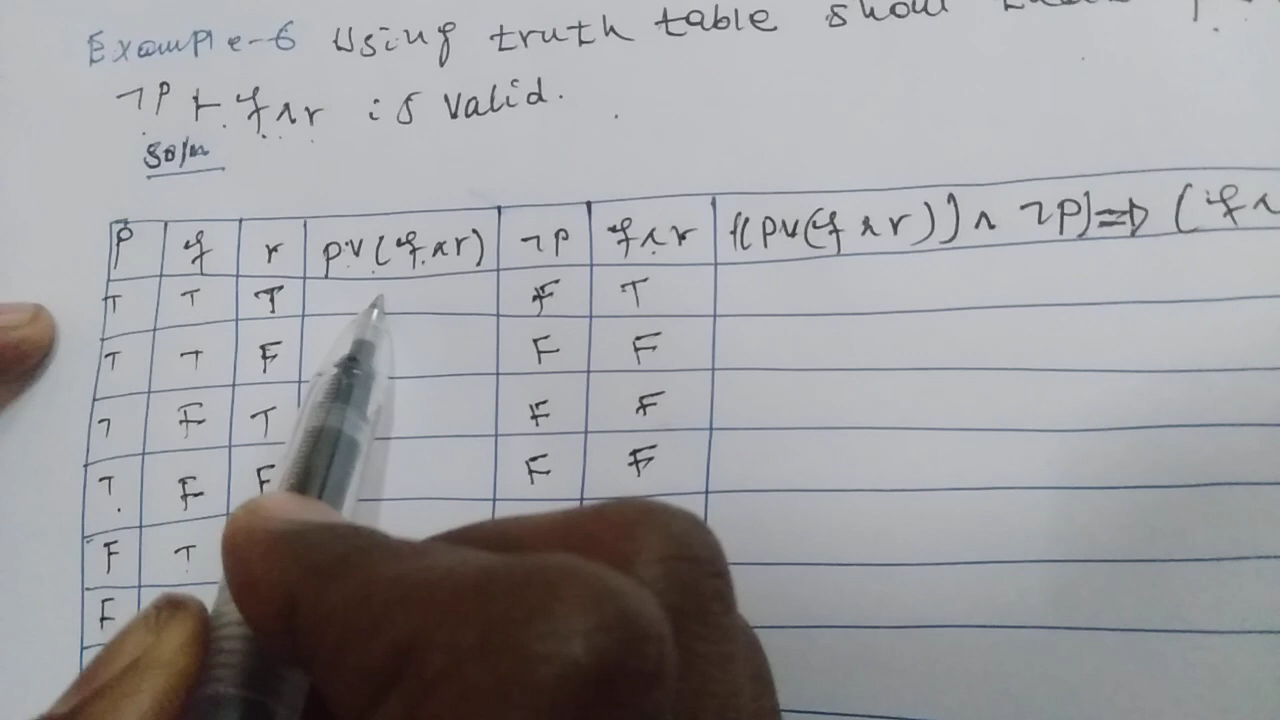 Example-6 Using truth table show
¬P ⊢ q∧r is valid.
Soln
P q r p∨(q∧r) ¬P q∧r [(p∨(q∧r))∧ ¬P]⇒(q∧
T T T F T
T T F F F
T F T F F
T F F F F
F T
F